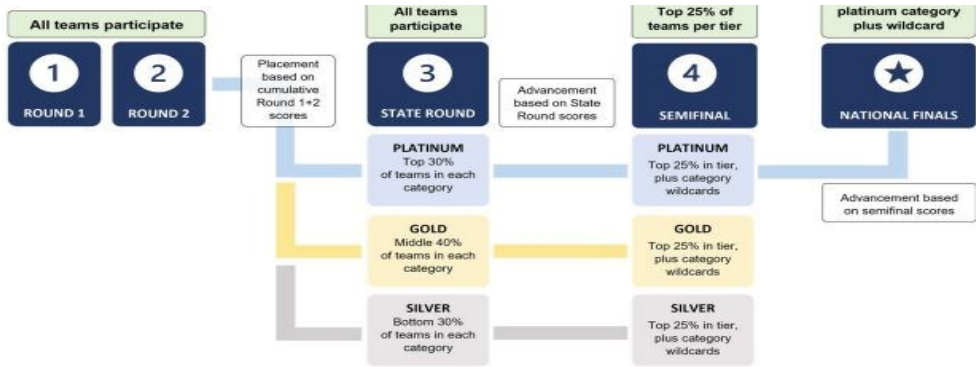 All teams participate
1
ROUND 1
2
ROUND 2
Placement
based on
cumulative
Round 1+2
scores
All teams
participate
3
STATE ROUND
Advancement
based on State
Round scores
Top 25% of
teams per tier
4
SEMIFINAL
platinum category
plus wildcard
NATIONAL FINALS
PLATINUM
Top 30%
of teams in each
category
PLATINUM
Top 25% in tier,
plus category
wildcards
Advancement based
on semifinal scores
GOLD
Middle 40%
of teams in each
category
GOLD
Top 25% in tier,
plus category
wildcards
SILVER
Bottom 30%
of teams in each
category
SILVER
Top 25% in tier,
plus category
wildcards